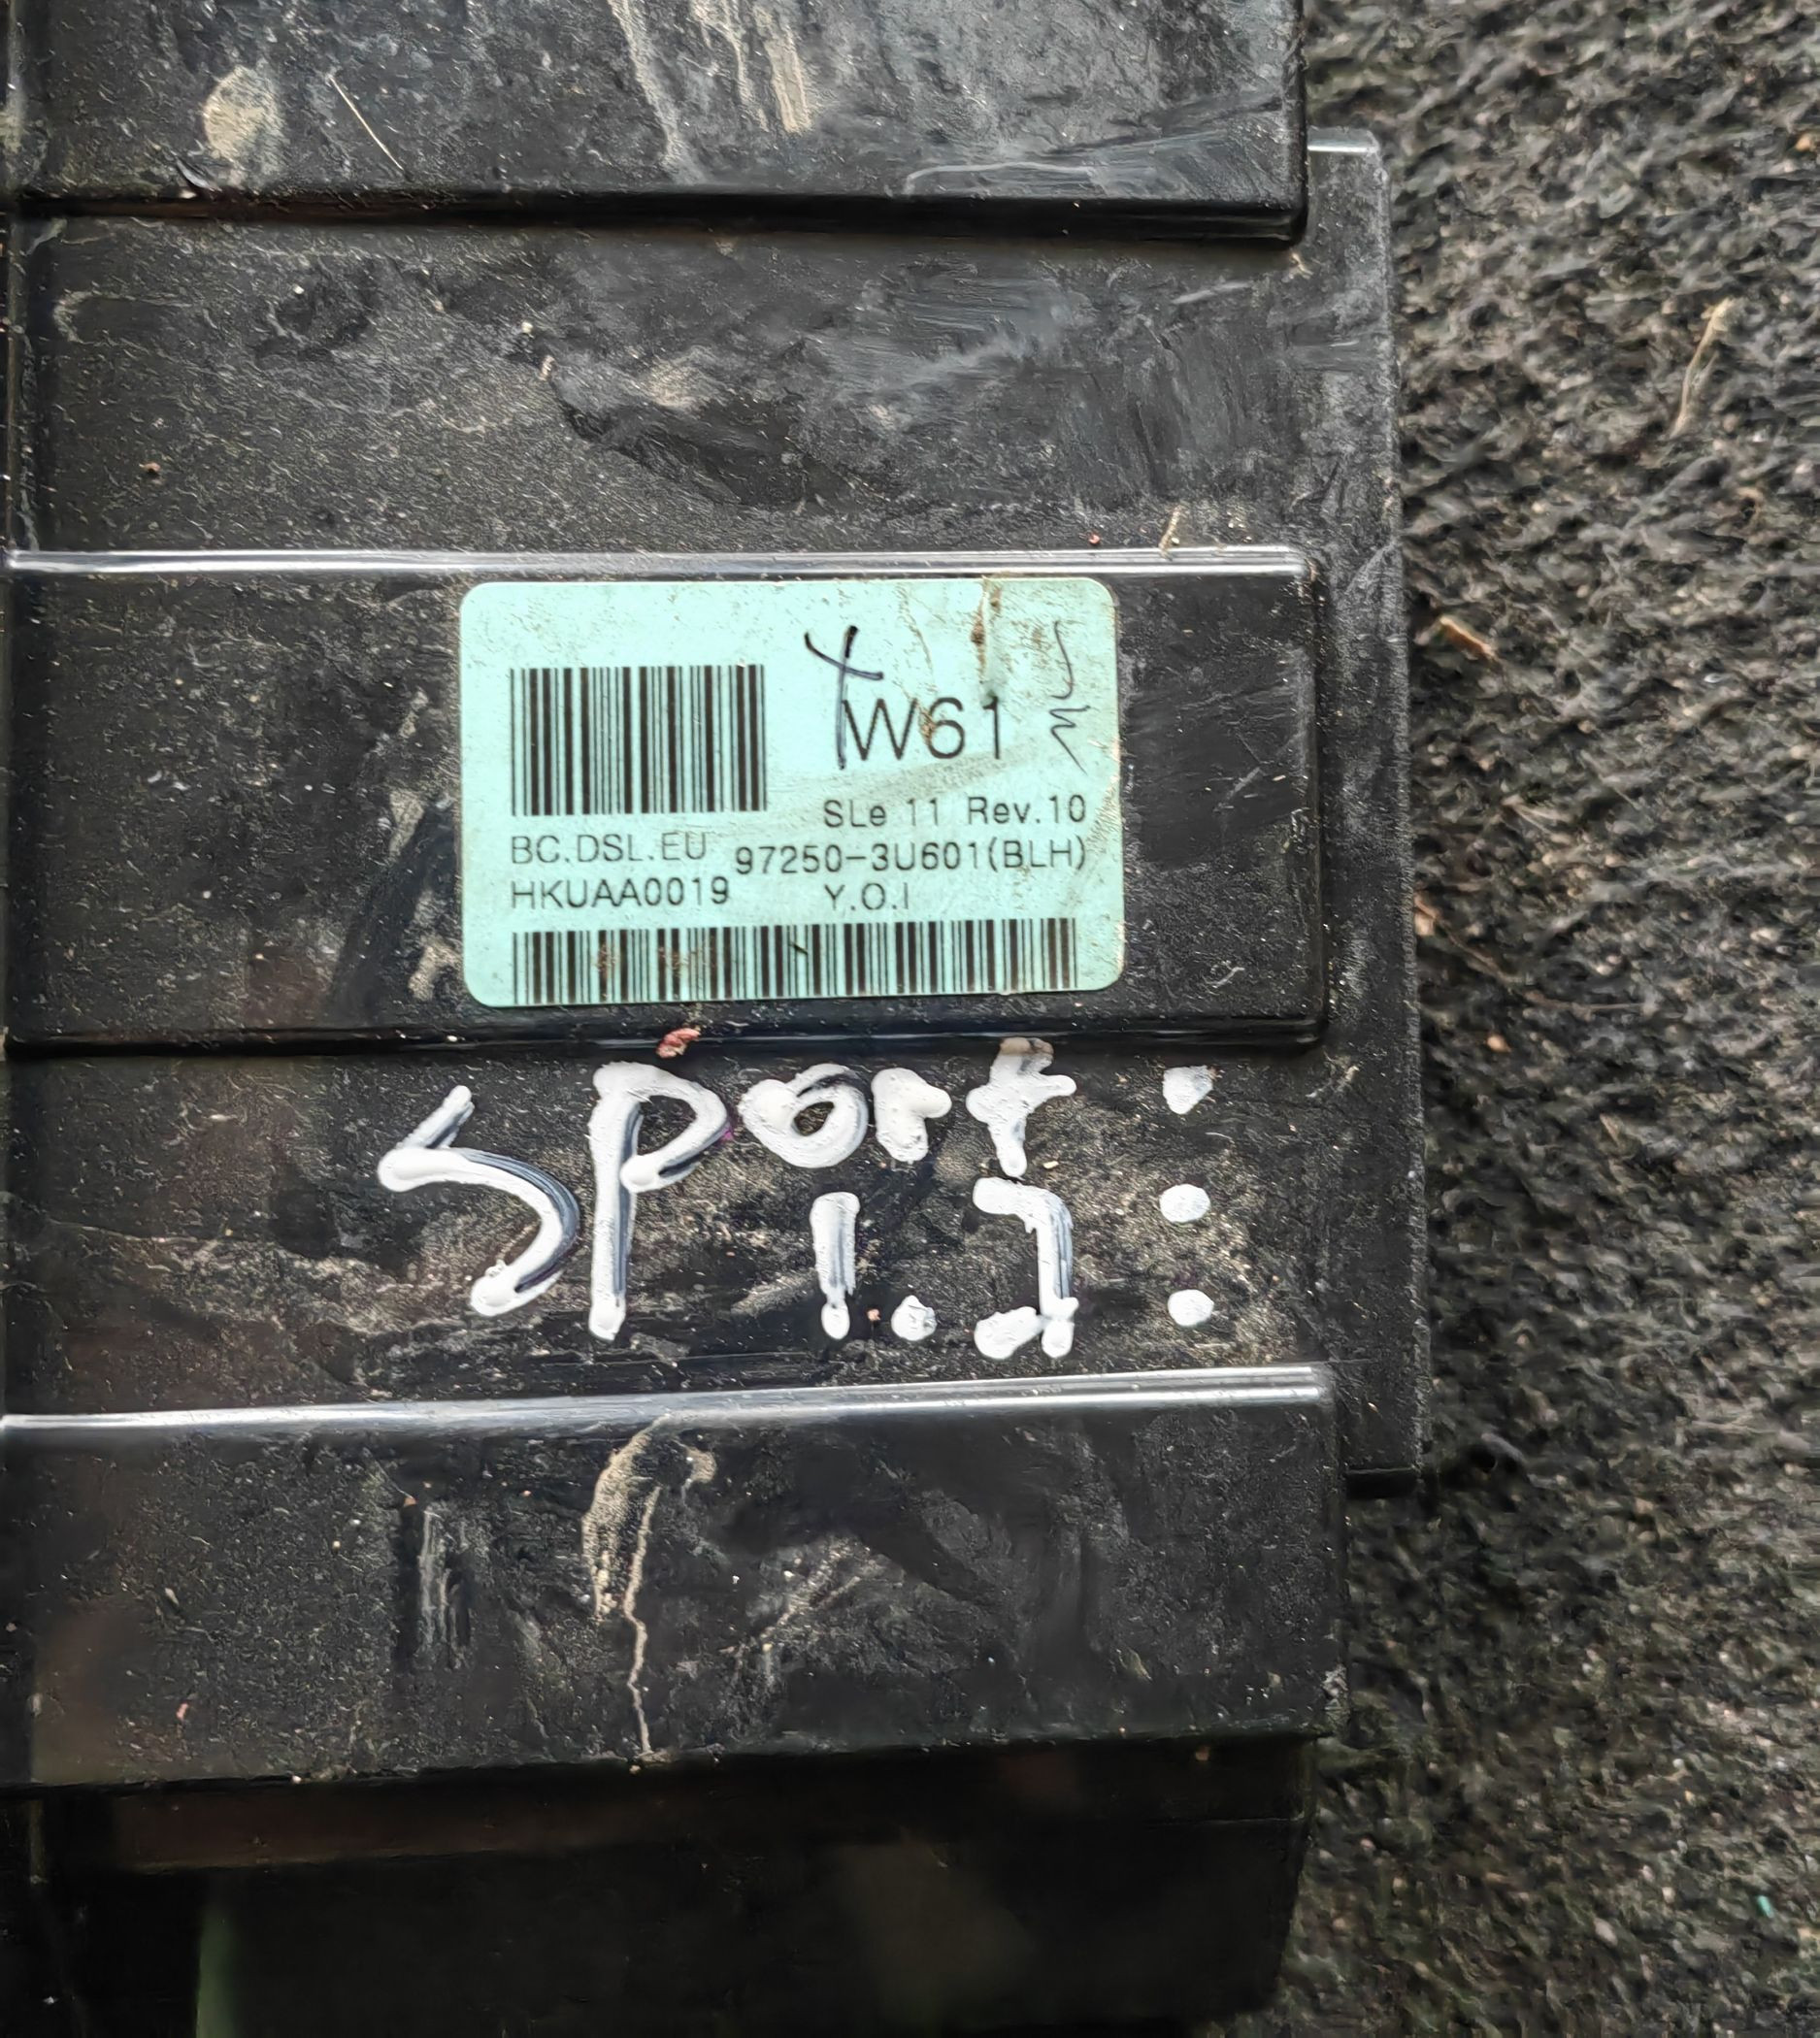 W61
SLe 11 Rev.10
BC.DSL.EU 97250-3U601(BLH)
HKUAA0019 Y.O.I
sport :
1.7 :